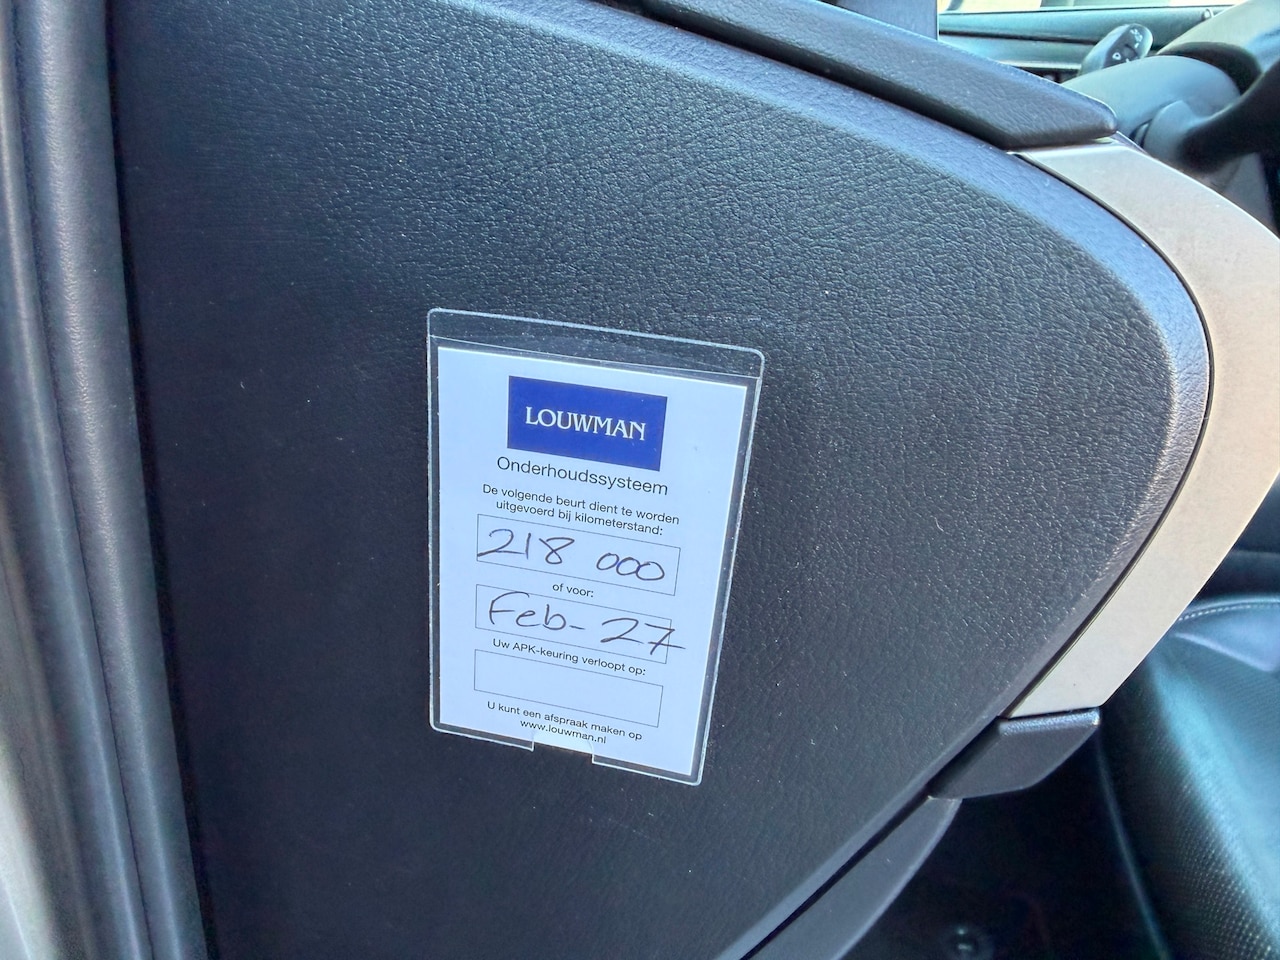 LOUWMAN
Onderhoudssysteem
De volgende beurt dient te worden
uitgevoerd bij kilometerstand:
218 000
of voor:
Feb- 27
Uw APK-keuring verloopt op:
U kunt een afspraak maken op
www.louwman.nl